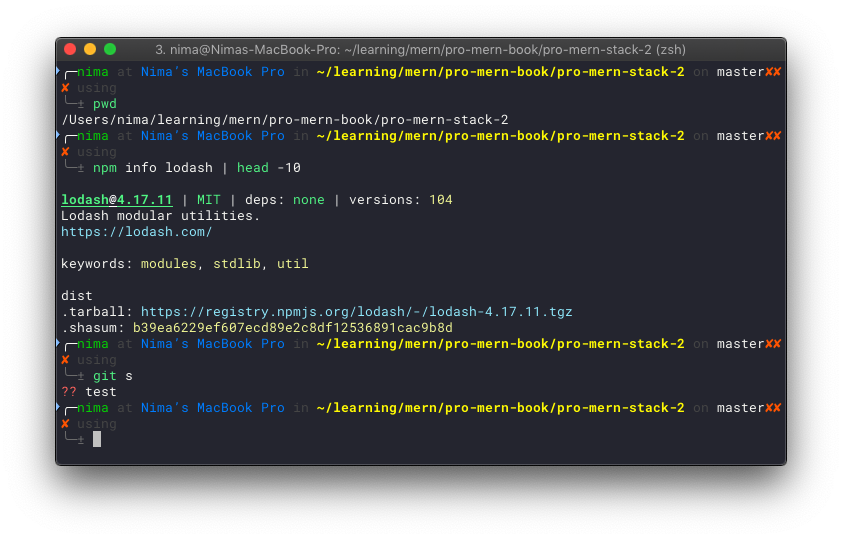 3. nima@Nimas-MacBook-Pro: ~/learning/mern/pro-mern-book/pro-mern-stack-2 (zsh)
╭─nima at Nima’s MacBook Pro in ~/learning/mern/pro-mern-book/pro-mern-stack-2 on master✘✘
✘ using
╰─± pwd
/Users/nima/learning/mern/pro-mern-book/pro-mern-stack-2
╭─nima at Nima’s MacBook Pro in ~/learning/mern/pro-mern-book/pro-mern-stack-2 on master✘✘
✘ using
╰─± npm info lodash | head -10
lodash@4.17.11 | MIT | deps: none | versions: 104
Lodash modular utilities.
https://lodash.com/
keywords: modules, stdlib, util
dist
.tarball: https://registry.npmjs.org/lodash/-/lodash-4.17.11.tgz
.shasum: b39ea6229ef607ecd89e2c8df12536891cac9b8d
╭─nima at Nima’s MacBook Pro in ~/learning/mern/pro-mern-book/pro-mern-stack-2 on master✘✘
✘ using
╰─± git s
?? test
╭─nima at Nima’s MacBook Pro in ~/learning/mern/pro-mern-book/pro-mern-stack-2 on master✘✘
✘ using
╰─±